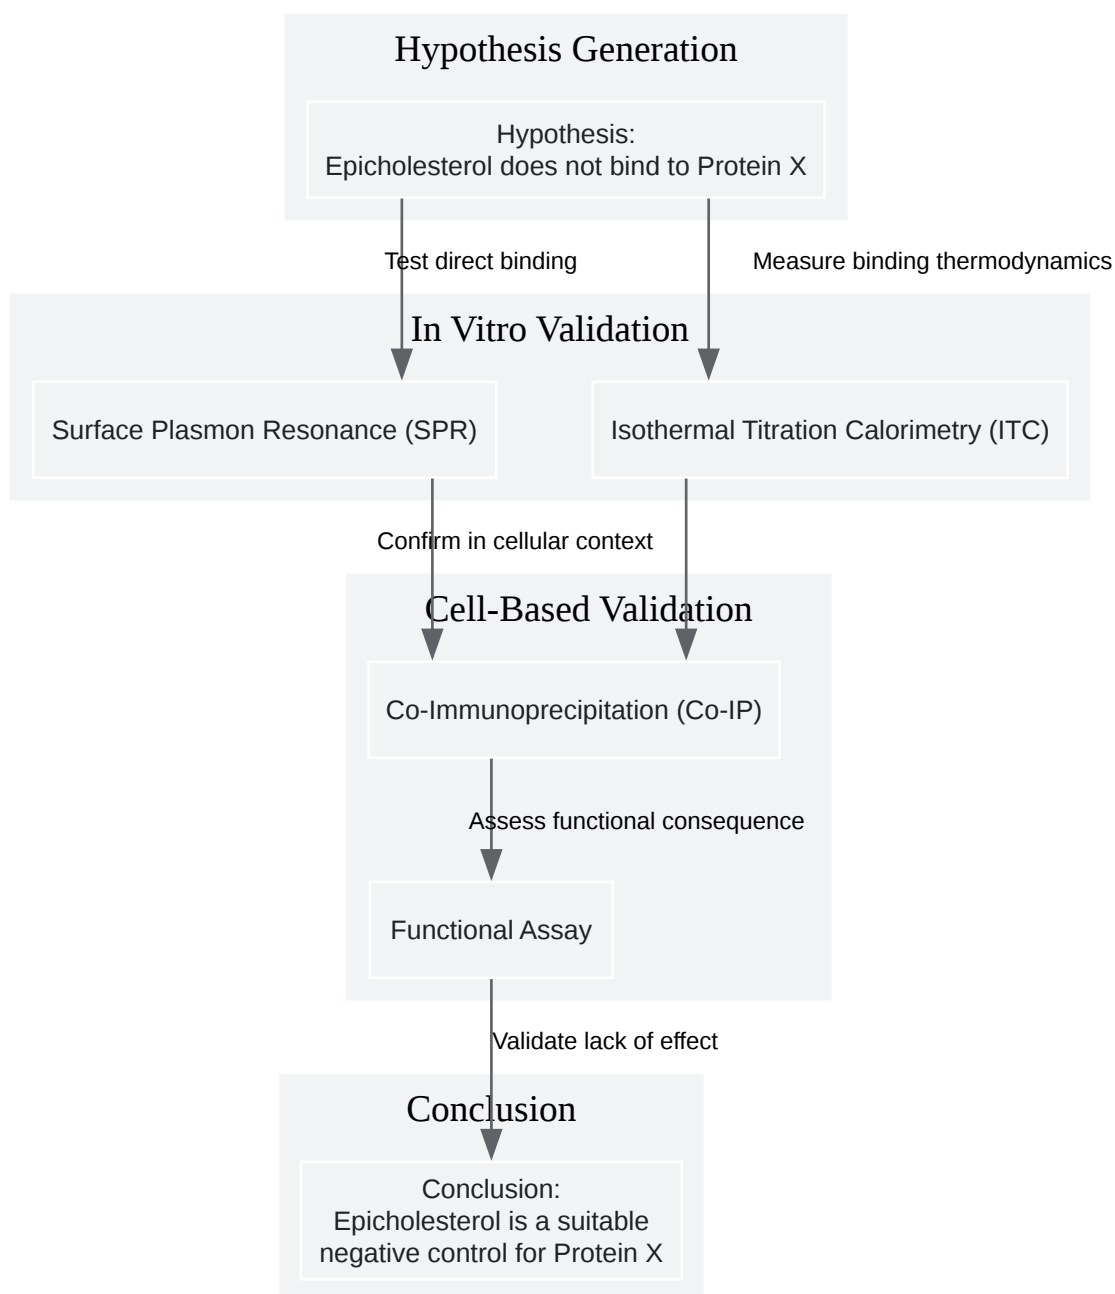 Hypothesis Generation
Hypothesis:
Epicholesterol does not bind to Protein X
Test direct binding
Measure binding thermodynamics
In Vitro Validation
Surface Plasmon Resonance (SPR)
Isothermal Titration Calorimetry (ITC)
Confirm in cellular context
Cell-Based Validation
Co-Immunoprecipitation (Co-IP)
Assess functional consequence
Functional Assay
Validate lack of effect
Conclusion
Conclusion:
Epicholesterol is a suitable
negative control for Protein X